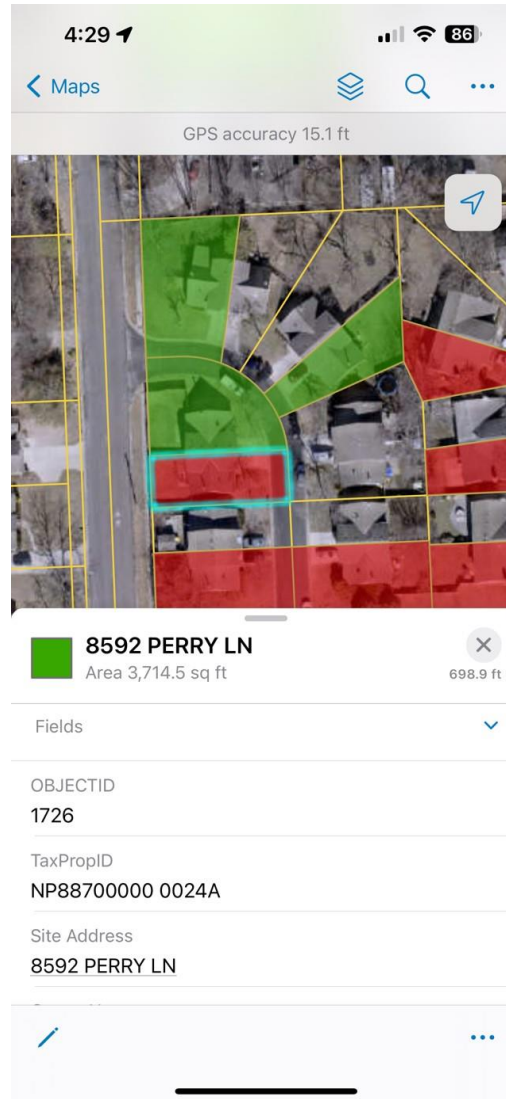 4:29
86
Maps
GPS accuracy 15.1 ft
8592 PERRY LN
Area 3,714.5 sq ft
698.9 ft
Fields
OBJECTID
1726
TaxPropID
NP88700000 0024A
Site Address
8592 PERRY LN